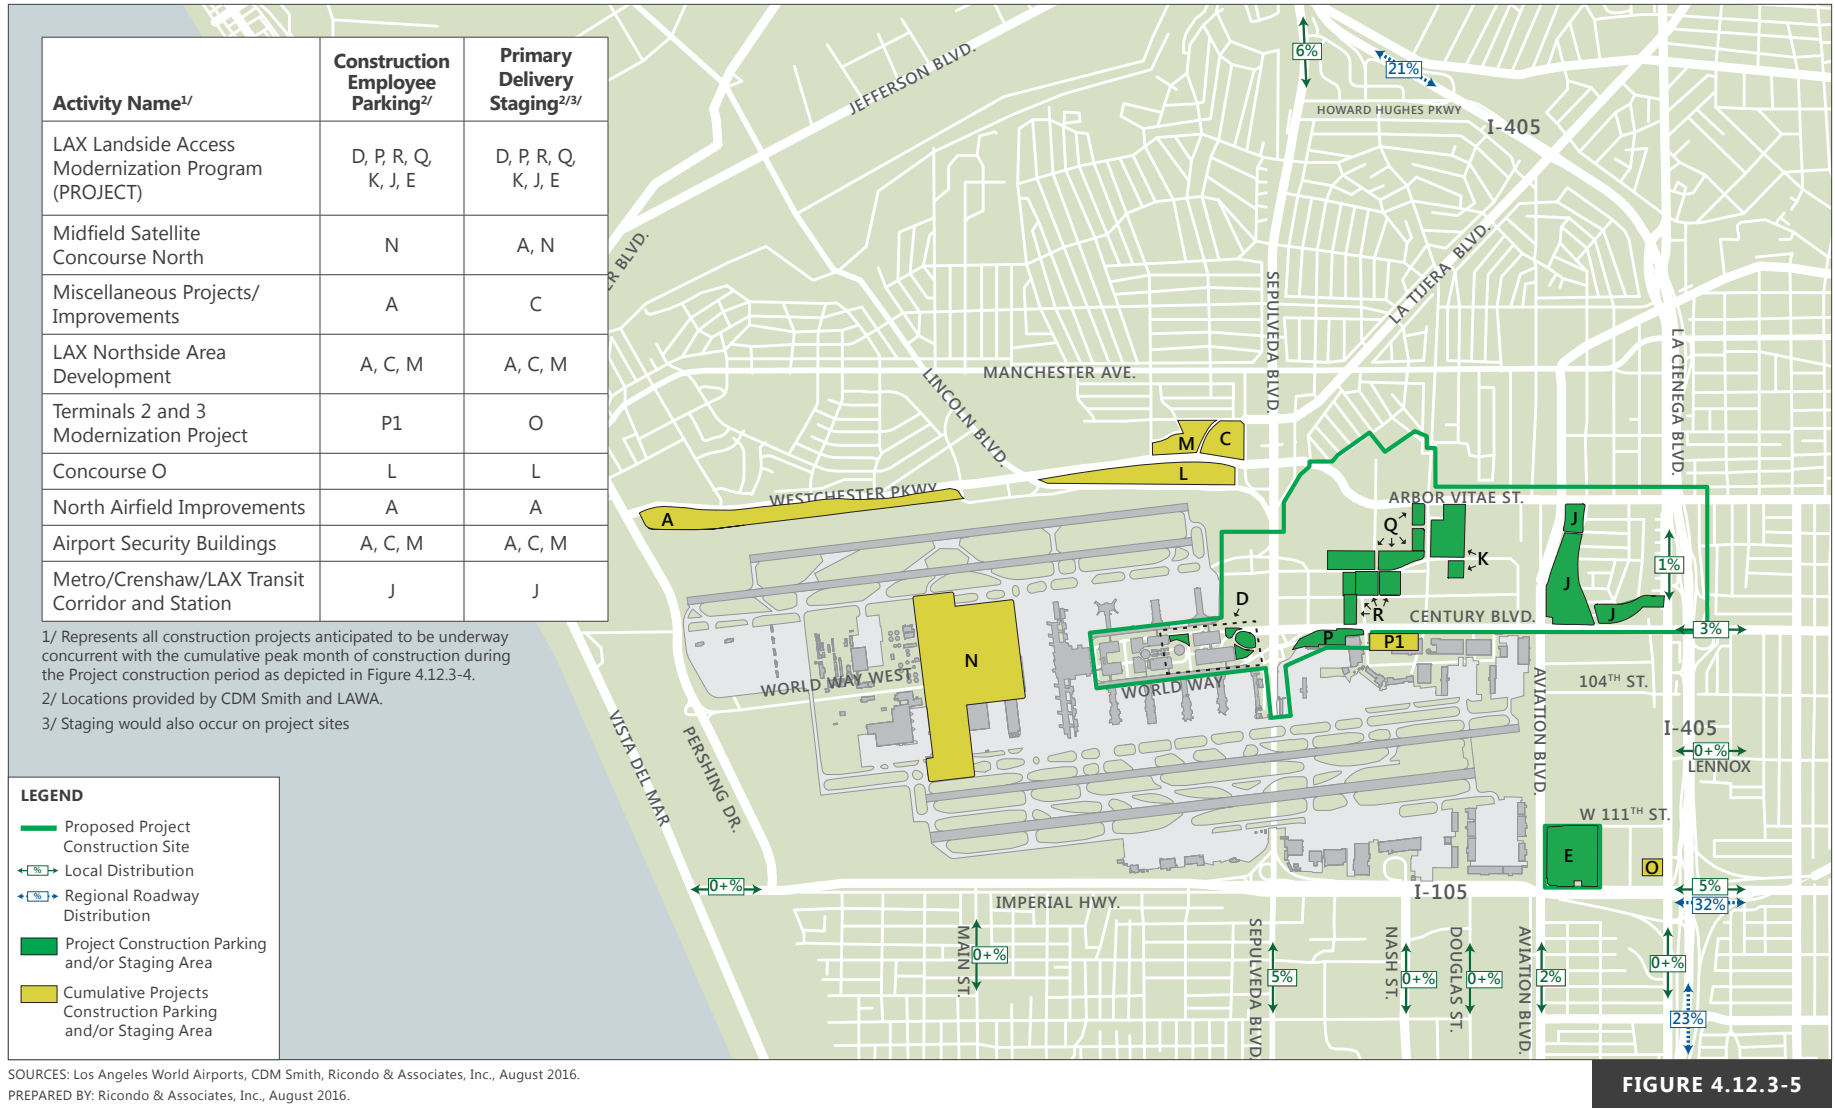 Activity Name1/
Construction
Employee
Parking2/
Primary
Delivery
Staging2/3/
LAX Landside Access
Modernization Program
(PROJECT)
D, P, R, Q,
K, J, E
D, P, R, Q,
K, J, E
Midfield Satellite
Concourse North
N
A, N
Miscellaneous Projects/
Improvements
A
C
LAX Northside Area
Development
A, C, M
A, C, M
Terminals 2 and 3
Modernization Project
P1
O
Concourse O
L
L
North Airfield Improvements
A
A
Airport Security Buildings
A, C, M
A, C, M
Metro/Crenshaw/LAX Transit
Corridor and Station
J
J
1/ Represents all construction projects anticipated to be underway
concurrent with the cumulative peak month of construction during
the Project construction period as depicted in Figure 4.12.3-4.
2/ Locations provided by CDM Smith and LAWA.
3/ Staging would also occur on project sites
LEGEND
Proposed Project
Construction Site
%
Local Distribution
%
Regional Roadway
Distribution
Project Construction Parking
and/or Staging Area
Cumulative Projects
Construction Parking
and/or Staging Area
JEFFERSON BLVD.
6%
21%
HOWARD HUGHES PKWY
I-405
ER BLVD.
SEPULVEDA BLVD.
LA TIJERA BLVD.
LA CIENEGA BLVD.
MANCHESTER AVE.
LINCOLN BLVD.
M
C
L
WESTCHESTER PKWY
A
ARBOR VITAE ST.
Q
J
K
1%
J
D
R
CENTURY BLVD.
J
3%
P
P1
N
WORLD WAY WEST
WORLD WAY
104TH ST.
AVIATION BLVD.
I-405
0+%
LENNOX
VISTA DEL MAR
PERSHING DR.
W 111TH ST.
E
O
0+%
I-105
5%
32%
IMPERIAL HWY.
MAIN ST.
0+%
SEPULVEDA BLVD.
5%
NASH ST.
0+%
DOUGLAS ST.
0+%
AVIATION BLVD.
2%
0+%
23%
SOURCES: Los Angeles World Airports, CDM Smith, Ricondo & Associates, Inc., August 2016.
PREPARED BY: Ricondo & Associates, Inc., August 2016.
FIGURE 4.12.3-5